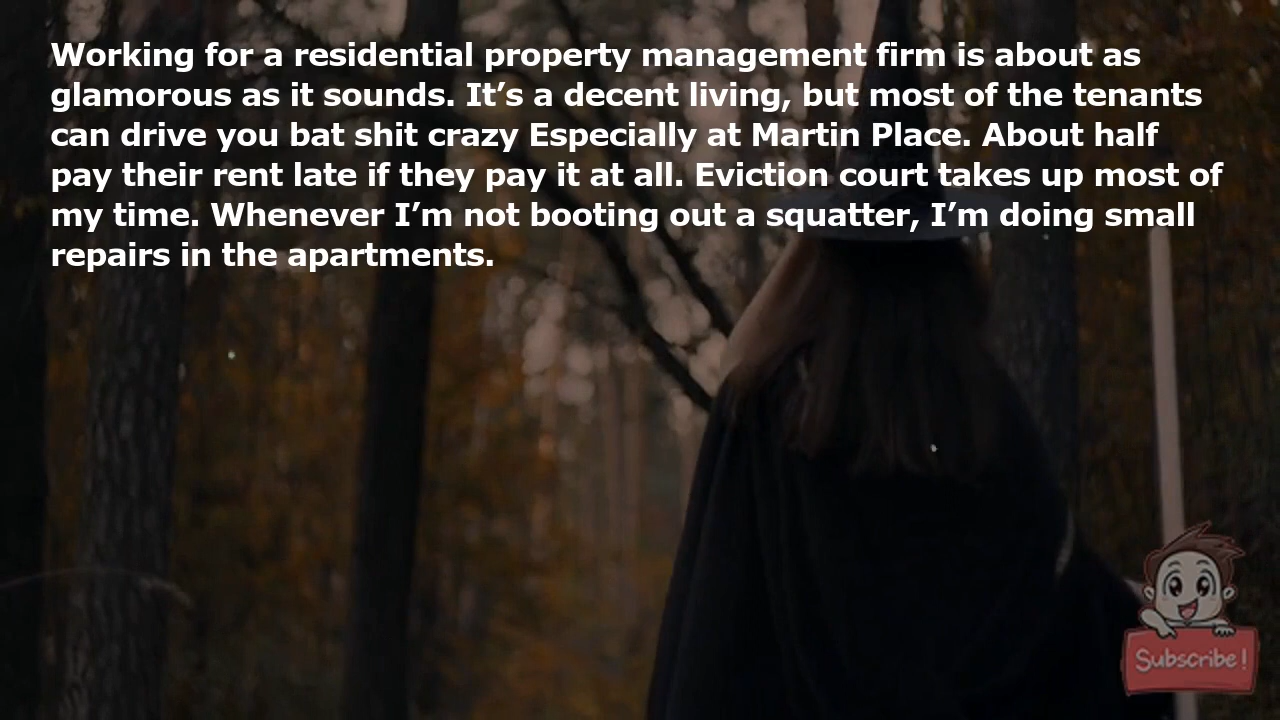 Working for a residential property management firm is about as
glamorous as it sounds. It’s a decent living, but most of the tenants
can drive you bat shit crazy Especially at Martin Place. About half
pay their rent late if they pay it at all. Eviction court takes up most of
my time. Whenever I’m not booting out a squatter, I’m doing small
repairs in the apartments.
Subscribe!